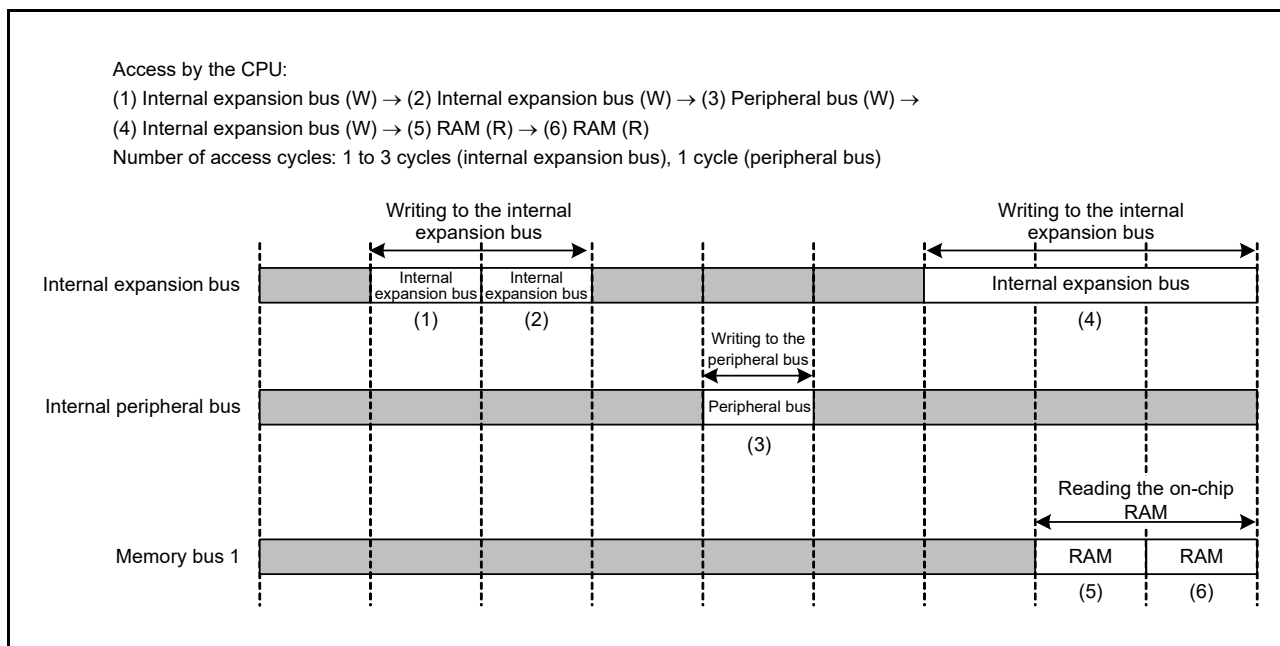 Access by the CPU:
(1) Internal expansion bus (W) → (2) Internal expansion bus (W) → (3) Peripheral bus (W) →
(4) Internal expansion bus (W) → (5) RAM (R) → (6) RAM (R)
Number of access cycles: 1 to 3 cycles (internal expansion bus), 1 cycle (peripheral bus)
Writing to the internal
expansion bus
Writing to the internal
expansion bus
Internal expansion bus
Internal
expansion bus
Internal
expansion bus
Internal expansion bus
(1)
(2)
(4)
Writing to the
peripheral bus
Internal peripheral bus
Peripheral bus
(3)
Reading the on-chip
RAM
Memory bus 1
RAM
RAM
(5)
(6)